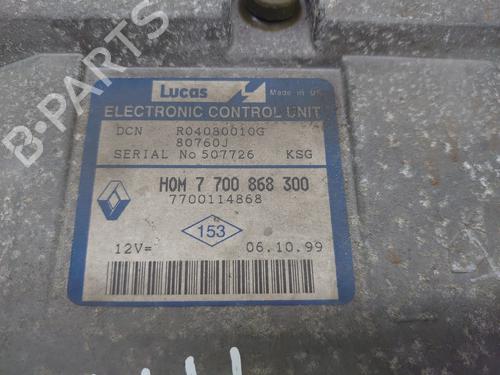 B-PARTS
Lucas
Made in UK
ELECTRONIC CONTROL UNIT
DCN R04080010G
80760J
SERIAL No 507726 KSG
HOM 7 700 868 300
7700114868
153
12V= 06.10.99